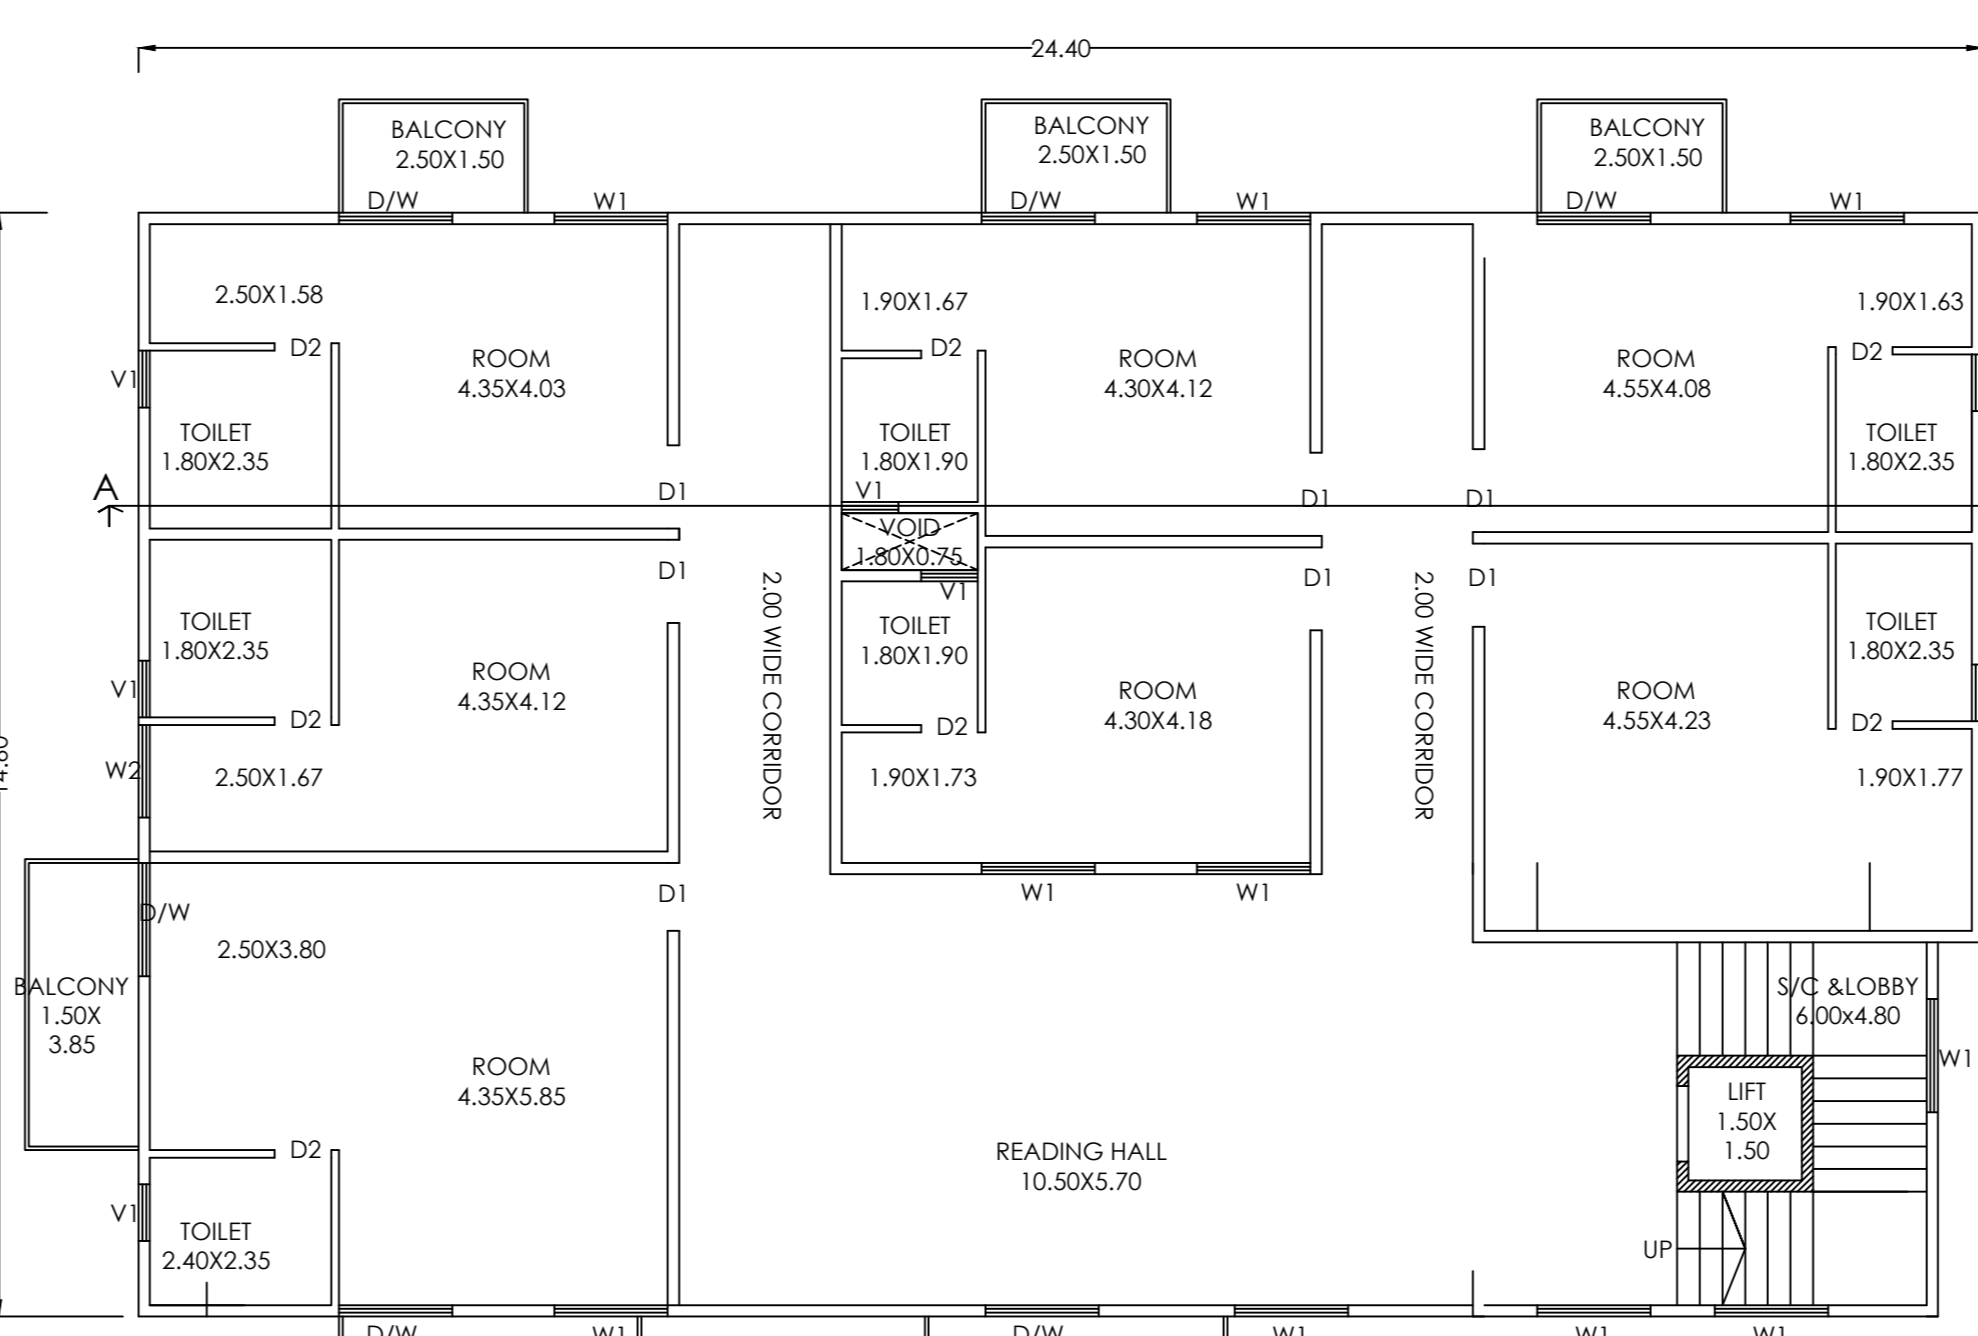 24.40
BALCONY
2.50X1.50
BALCONY
2.50X1.50
BALCONY
2.50X1.50
D/W
W1
D/W
W1
D/W
W1
2.50X1.58
1.90X1.67
1.90X1.63
D2
D2
D2
ROOM
4.35X4.03
ROOM
4.30X4.12
ROOM
4.55X4.08
V1
TOILET
1.80X2.35
TOILET
1.80X1.90
TOILET
1.80X2.35
A
D1
V1
D1
D1
VOID
1.80X0.75
D1
V1
D1
D1
2.00 WIDE CORRIDOR
2.00 WIDE CORRIDOR
TOILET
1.80X2.35
TOILET
1.80X1.90
TOILET
1.80X2.35
ROOM
4.35X4.12
ROOM
4.30X4.18
ROOM
4.55X4.23
V1
D2
D2
D2
W2
2.50X1.67
1.90X1.73
1.90X1.77
D1
W1
W1
D/W
2.50X3.80
BALCONY
1.50X
3.85
S/C &LOBBY
6.00x4.80
W1
ROOM
4.35X5.85
LIFT
1.50X
1.50
D2
READING HALL
10.50X5.70
V1
TOILET
2.40X2.35
UP
D/W
W1
D/W
W1
W1
W1